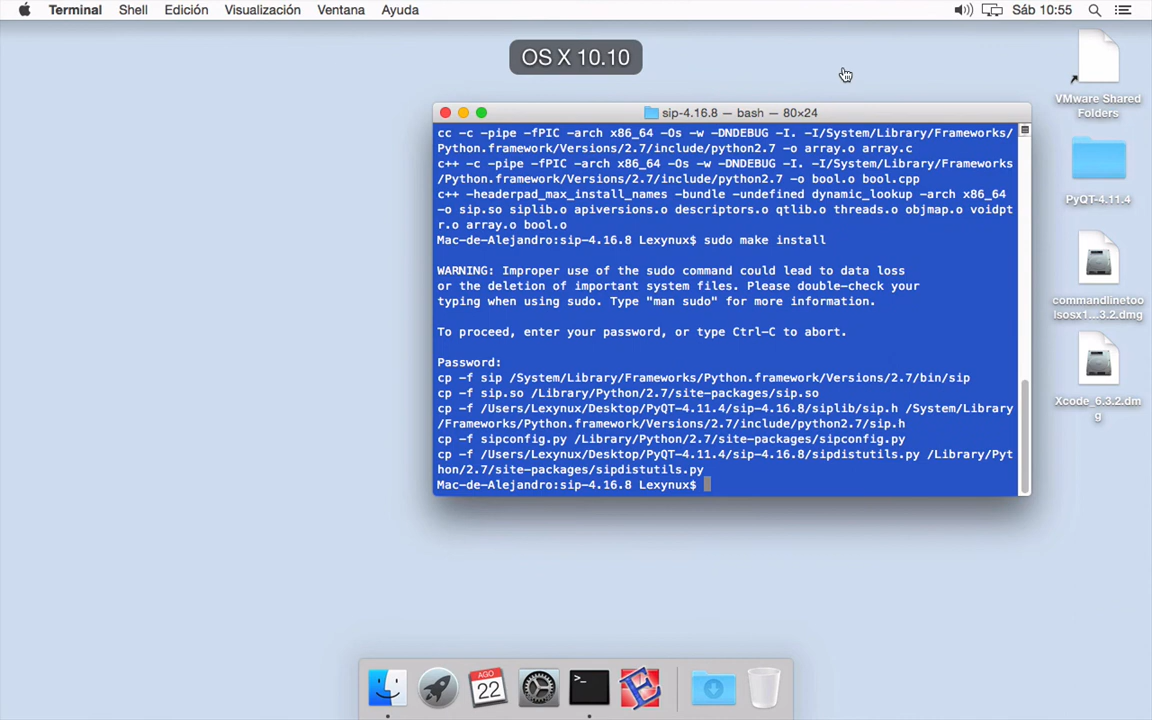 Terminal Shell Edición Visualización Ventana Ayuda Sáb 10:55
OS X 10.10
VMware Shared
Folders
PyQT-4.11.4
commandlinetoo
lsosx1...3.2.dmg
Xcode_6.3.2.dm
g
sip-4.16.8 — bash — 80×24
cc -c -pipe -fPIC -arch x86_64 -Os -w -DNDEBUG -I. -I/System/Library/Frameworks/
Python.framework/Versions/2.7/include/python2.7 -o array.o array.c
c++ -c -pipe -fPIC -arch x86_64 -Os -w -DNDEBUG -I. -I/System/Library/Frameworks
/Python.framework/Versions/2.7/include/python2.7 -o bool.o bool.cpp
c++ -headerpad_max_install_names -bundle -undefined dynamic_lookup -arch x86_64
-o sip.so siplib.o apiversions.o descriptors.o qtlib.o threads.o objmap.o voidpt
r.o array.o bool.o
Mac-de-Alejandro:sip-4.16.8 Lexynux$ sudo make install
WARNING: Improper use of the sudo command could lead to data loss
or the deletion of important system files. Please double-check your
typing when using sudo. Type "man sudo" for more information.
To proceed, enter your password, or type Ctrl-C to abort.
Password:
cp -f sip /System/Library/Frameworks/Python.framework/Versions/2.7/bin/sip
cp -f sip.so /Library/Python/2.7/site-packages/sip.so
cp -f /Users/Lexynux/Desktop/PyQT-4.11.4/sip-4.16.8/siplib/sip.h /System/Library
/Frameworks/Python.framework/Versions/2.7/include/python2.7/sip.h
cp -f sipconfig.py /Library/Python/2.7/site-packages/sipconfig.py
cp -f /Users/Lexynux/Desktop/PyQT-4.11.4/sip-4.16.8/sipdistutils.py /Library/Pyt
hon/2.7/site-packages/sipdistutils.py
Mac-de-Alejandro:sip-4.16.8 Lexynux$
AGO
22
>_